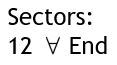 Sectors:
12 ∀ End